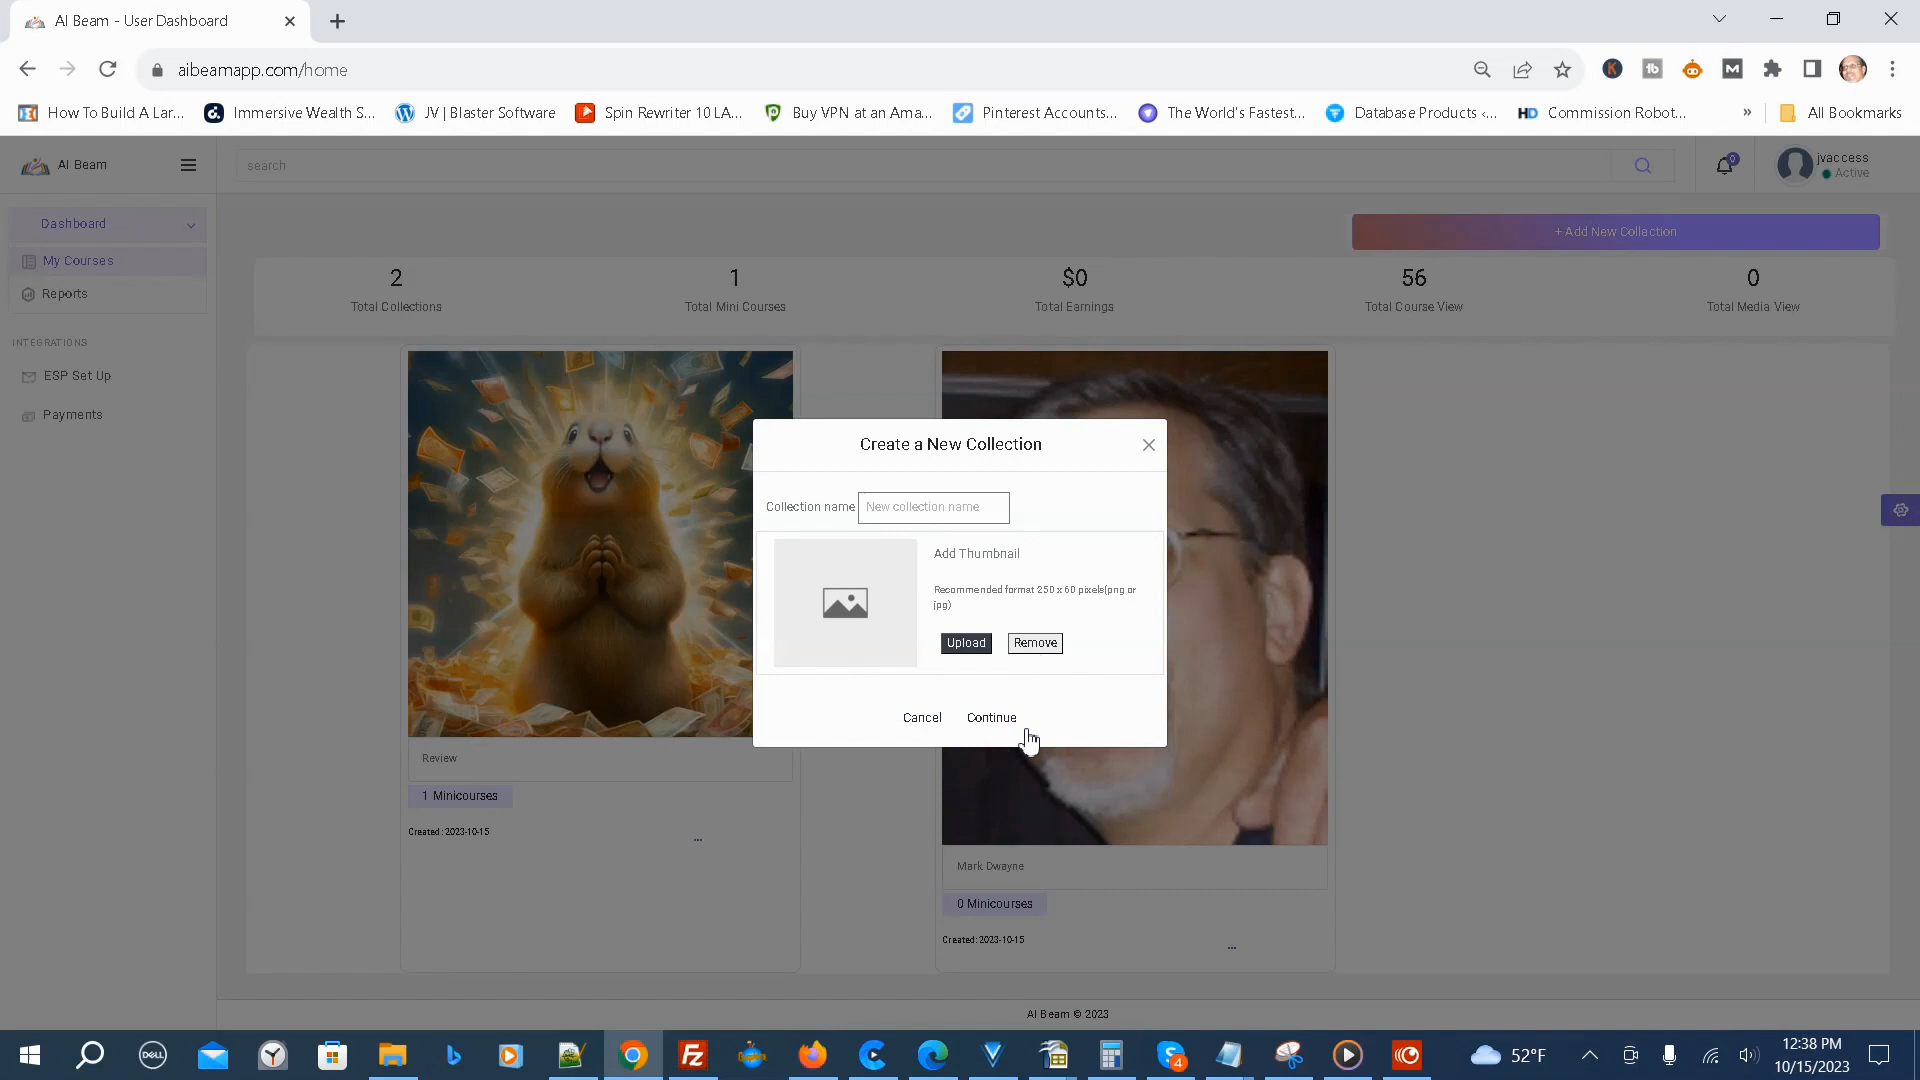 AI Beam - User Dashboard
aibeamapp.com/home
How To Build A Lar...
Immersive Wealth S...
JV | Blaster Software
Spin Rewriter 10 LA...
Buy VPN at an Ama...
Pinterest Accounts...
The World's Fastest...
Database Products <...
HD Commission Robot...
»
All Bookmarks
AI Beam
search
0
jvaccess
Active
Dashboard
My Courses
Reports
INTEGRATIONS
ESP Set Up
Payments
+ Add New Collection
2
Total Collections
1
Total Mini Courses
$0
Total Earnings
56
Total Course View
0
Total Media View
Create a New Collection
Collection name
New collection name
Add Thumbnail
Recommended format 250 x 60 pixels(png or
jpg)
Upload
Remove
Cancel
Continue
Review
1 Minicourses
Created: 2023-10-15
...
Mark Dwayne
0 Minicourses
Created: 2023-10-15
...
AI Beam © 2023
DELL
FZ
4
52°F
12:38 PM
10/15/2023